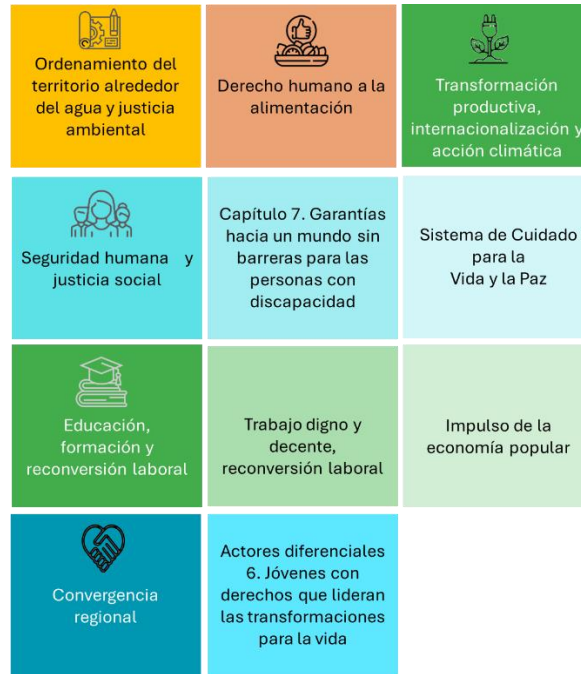 Ordenamiento del
territorio alrededor
del agua y justicia
ambiental
Derecho humano a la
alimentación
Transformación
productiva,
internacionalización y
acción climática
Seguridad humana y
justicia social
Capítulo 7. Garantías
hacia un mundo sin
barreras para las
personas con
discapacidad
Sistema de Cuidado
para la
Vida y la Paz
Educación,
formación y
reconversión laboral
Trabajo digno y
decente,
reconversión laboral
Impulso de la
economía popular
Convergencia
regional
Actores diferenciales
6. Jóvenes con
derechos que lideran
las transformaciones
para la vida